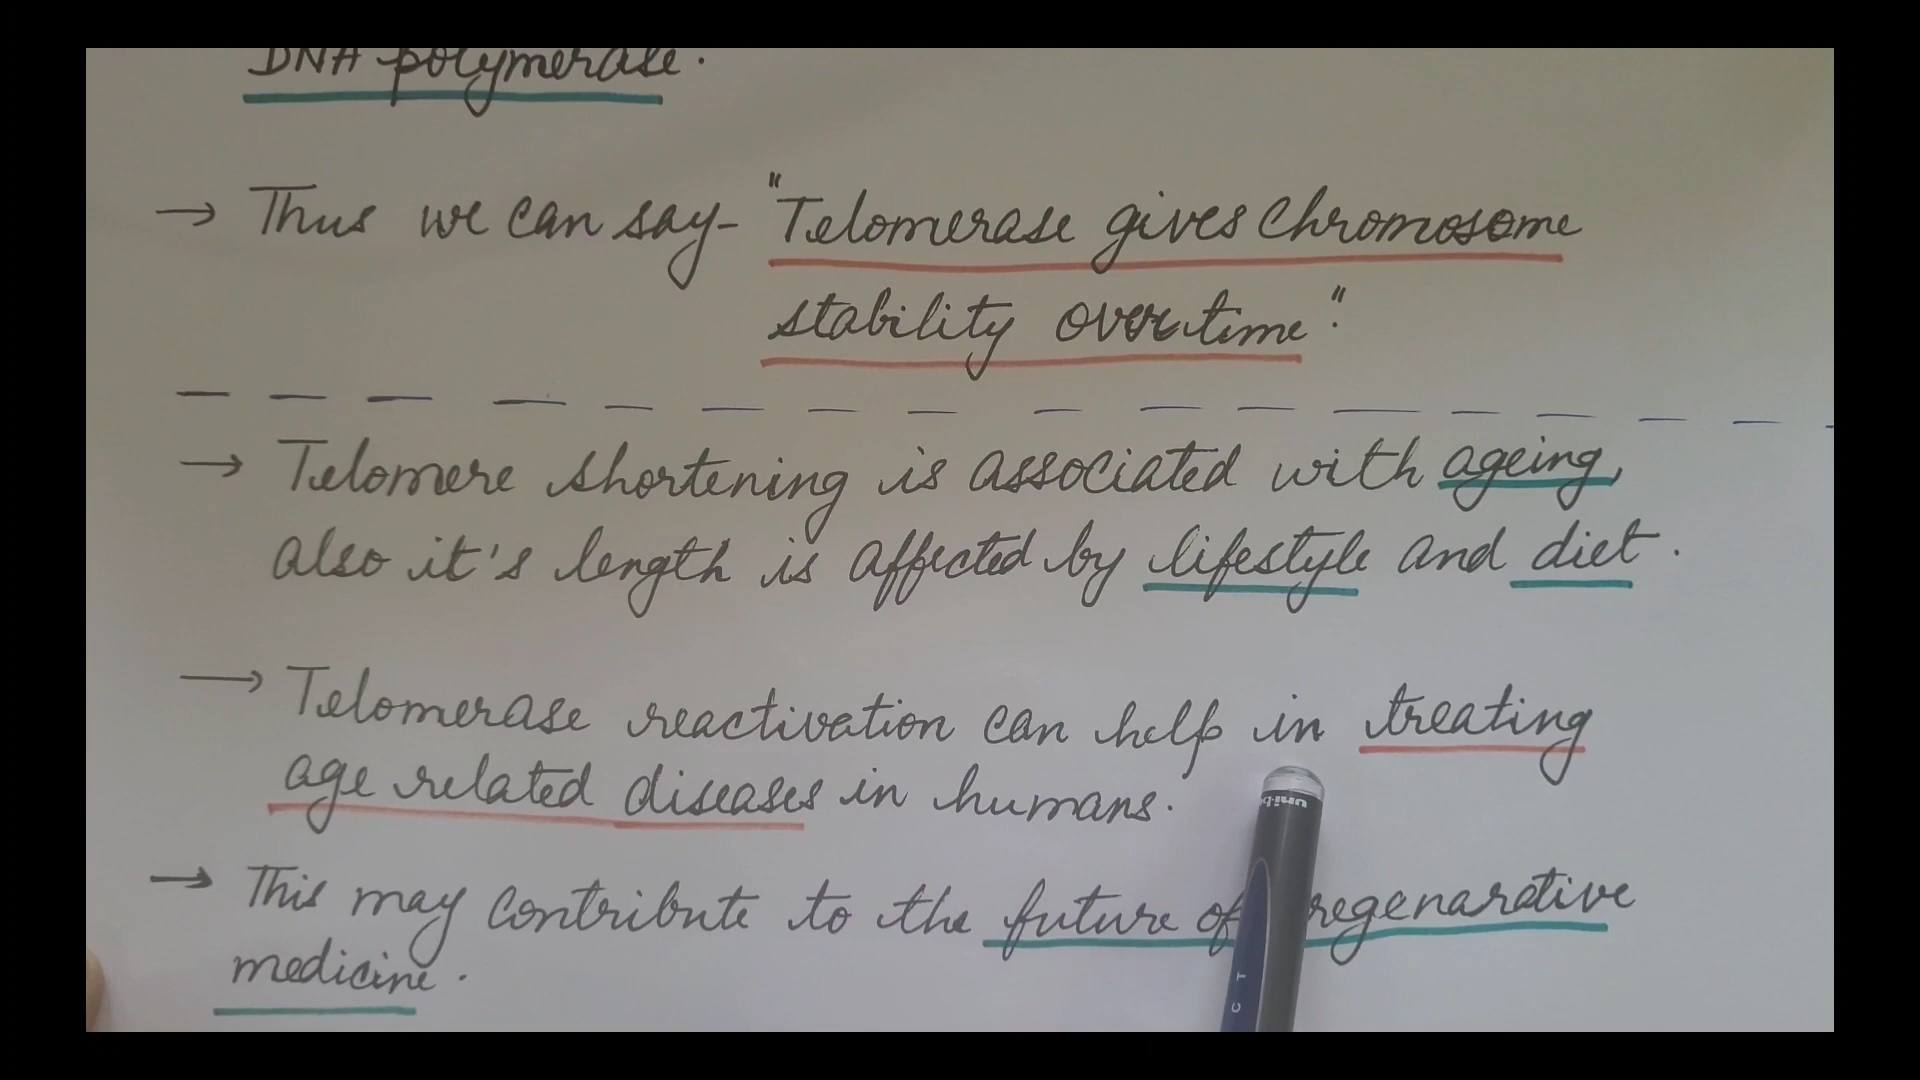 DNA polymerase.
→ Thus we can say- "Telomerase gives chromosome
stability overtime".
→ Telomere shortening is associated with ageing,
also it's length is affected by lifestyle and diet.
→ Telomerase reactivation can help in treating
age related diseases in humans.
→ This may contribute to the future of regenarative
medicine.
C T